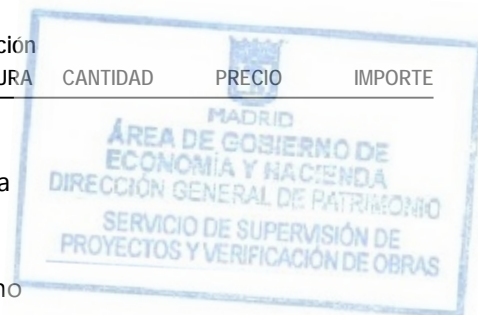 ción
URA CANTIDAD PRECIO IMPORTE
MADRID
ÁREA DE GOBIERNO DE
ECONOMÍA Y HACIENDA
a
DIRECCIÓN GENERAL DE PATRIMONIO
SERVICIO DE SUPERVISIÓN DE
PROYECTOS Y VERIFICACIÓN DE OBRAS
no